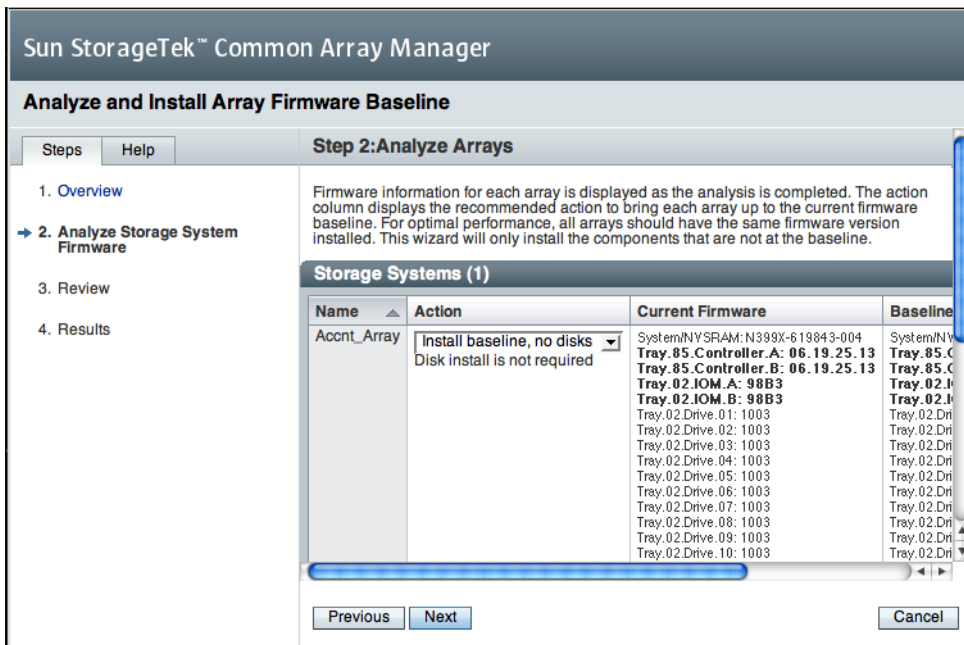 Sun StorageTek™ Common Array Manager
Analyze and Install Array Firmware Baseline
Steps
Help
1. Overview
2. Analyze Storage System
Firmware
3. Review
4. Results
Step 2:Analyze Arrays
Firmware information for each array is displayed as the analysis is completed. The action
column displays the recommended action to bring each array up to the current firmware
baseline. For optimal performance, all arrays should have the same firmware version
installed. This wizard will only install the components that are not at the baseline.
Storage Systems (1)
Name Action Current Firmware Baseline
Accnt_Array
Install baseline, no disks
Disk install is not required
System/NVSRAM: N399X-619843-004
Tray.85.Controller.A: 06.19.25.13
Tray.85.Controller.B: 06.19.25.13
Tray.02.IOM.A: 98B3
Tray.02.IOM.B: 98B3
Tray.02.Drive.01: 1003
Tray.02.Drive.02: 1003
Tray.02.Drive.03: 1003
Tray.02.Drive.04: 1003
Tray.02.Drive.05: 1003
Tray.02.Drive.06: 1003
Tray.02.Drive.07: 1003
Tray.02.Drive.08: 1003
Tray.02.Drive.09: 1003
Tray.02.Drive.10: 1003
Previous
Next
Cancel